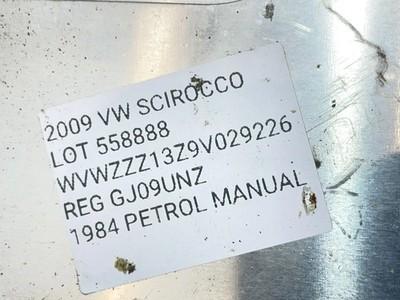 2009 VW SCIROCCO
LOT 558888
WVWZZZ13Z9V029226
REG GJ09UNZ
1984 PETROL MANUAL